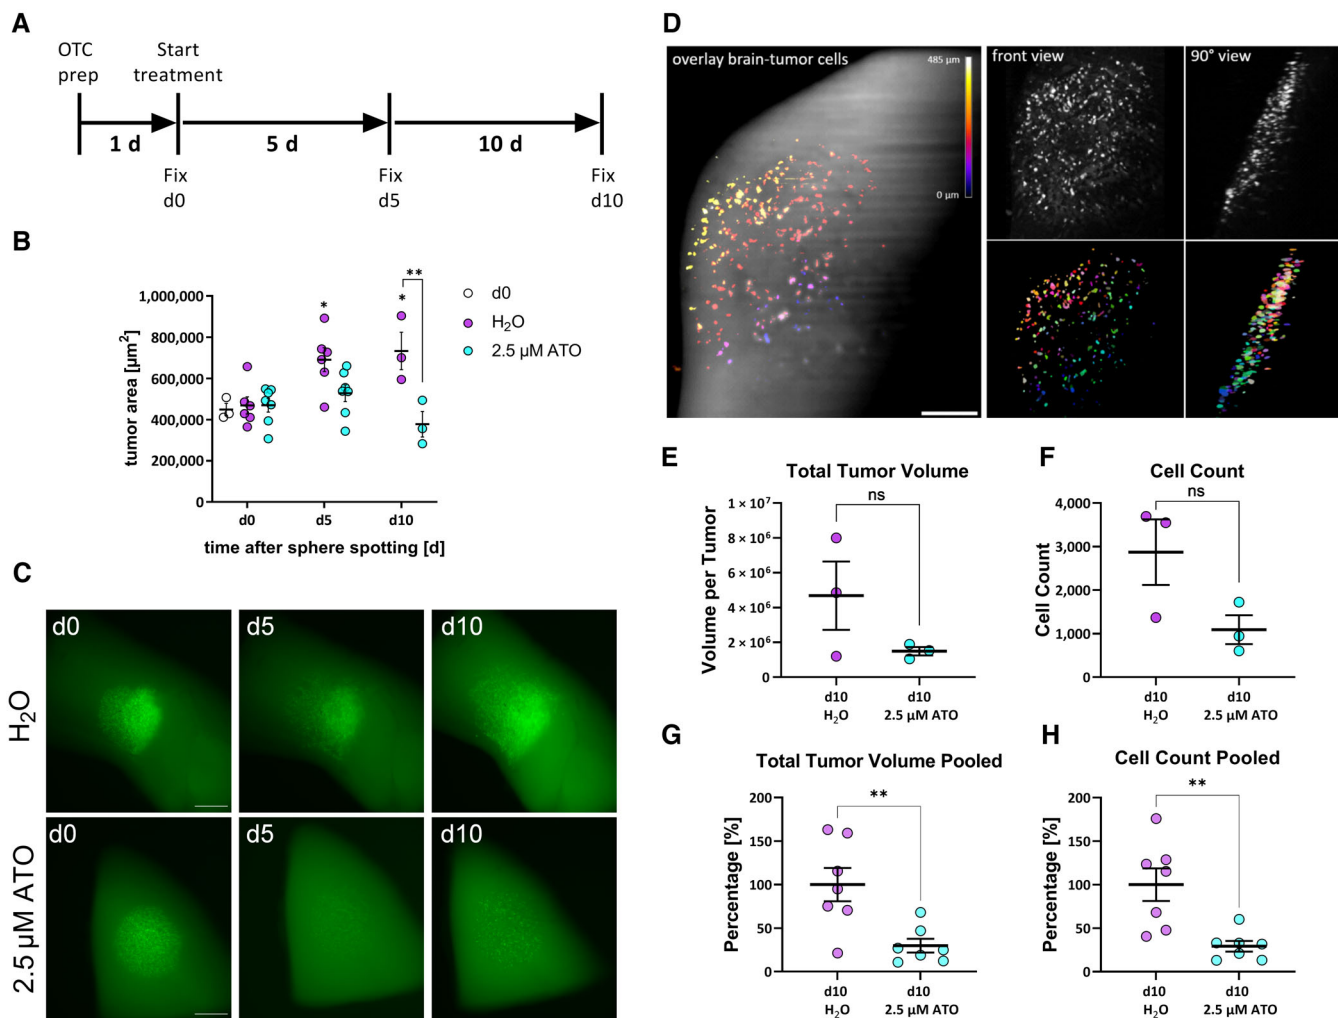 A
OTC
prep
Start
treatment
1 d
5 d
10 d
Fix
d0
Fix
d5
Fix
d10
B
1,000,000
800,000
600,000
400,000
200,000
0
tumor area [µm²]
*
*
**
d0
H₂O
2.5 µM ATO
d0
d5
d10
time after sphere spotting [d]
C
H₂O
d0
d5
d10
2.5 µM ATO
d0
d5
d10
D
overlay brain-tumor cells
485 µm
0 µm
front view
90° view
E
Total Tumor Volume
ns
Volume per Tumor
1 × 10⁷
8 × 10⁶
6 × 10⁶
4 × 10⁶
2 × 10⁶
0
d10
H₂O
d10
2.5 µM ATO
F
Cell Count
ns
Cell Count
4,000
3,000
2,000
1,000
0
d10
H₂O
d10
2.5 µM ATO
G
Total Tumor Volume Pooled
**
Percentage [%]
200
150
100
50
0
d10
H₂O
d10
2.5 µM ATO
H
Cell Count Pooled
**
Percentage [%]
200
150
100
50
0
d10
H₂O
d10
2.5 µM ATO